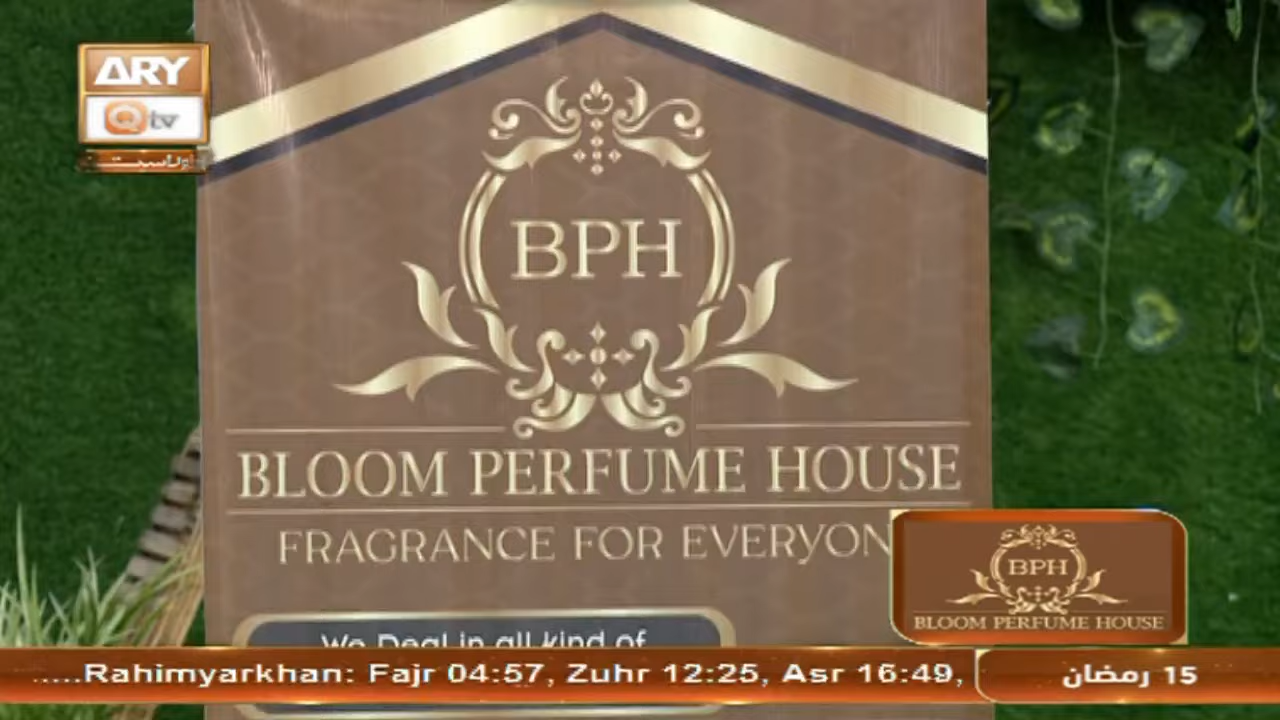 ARY
Qtv
BPH
BLOOM PERFUME HOUSE
FRAGRANCE FOR EVERYON
We Deal in all kind of
BPH
BLOOM PERFUME HOUSE
.....Rahimyarkhan: Fajr 04:57, Zuhr 12:25, Asr 16:49,
15 رمضان